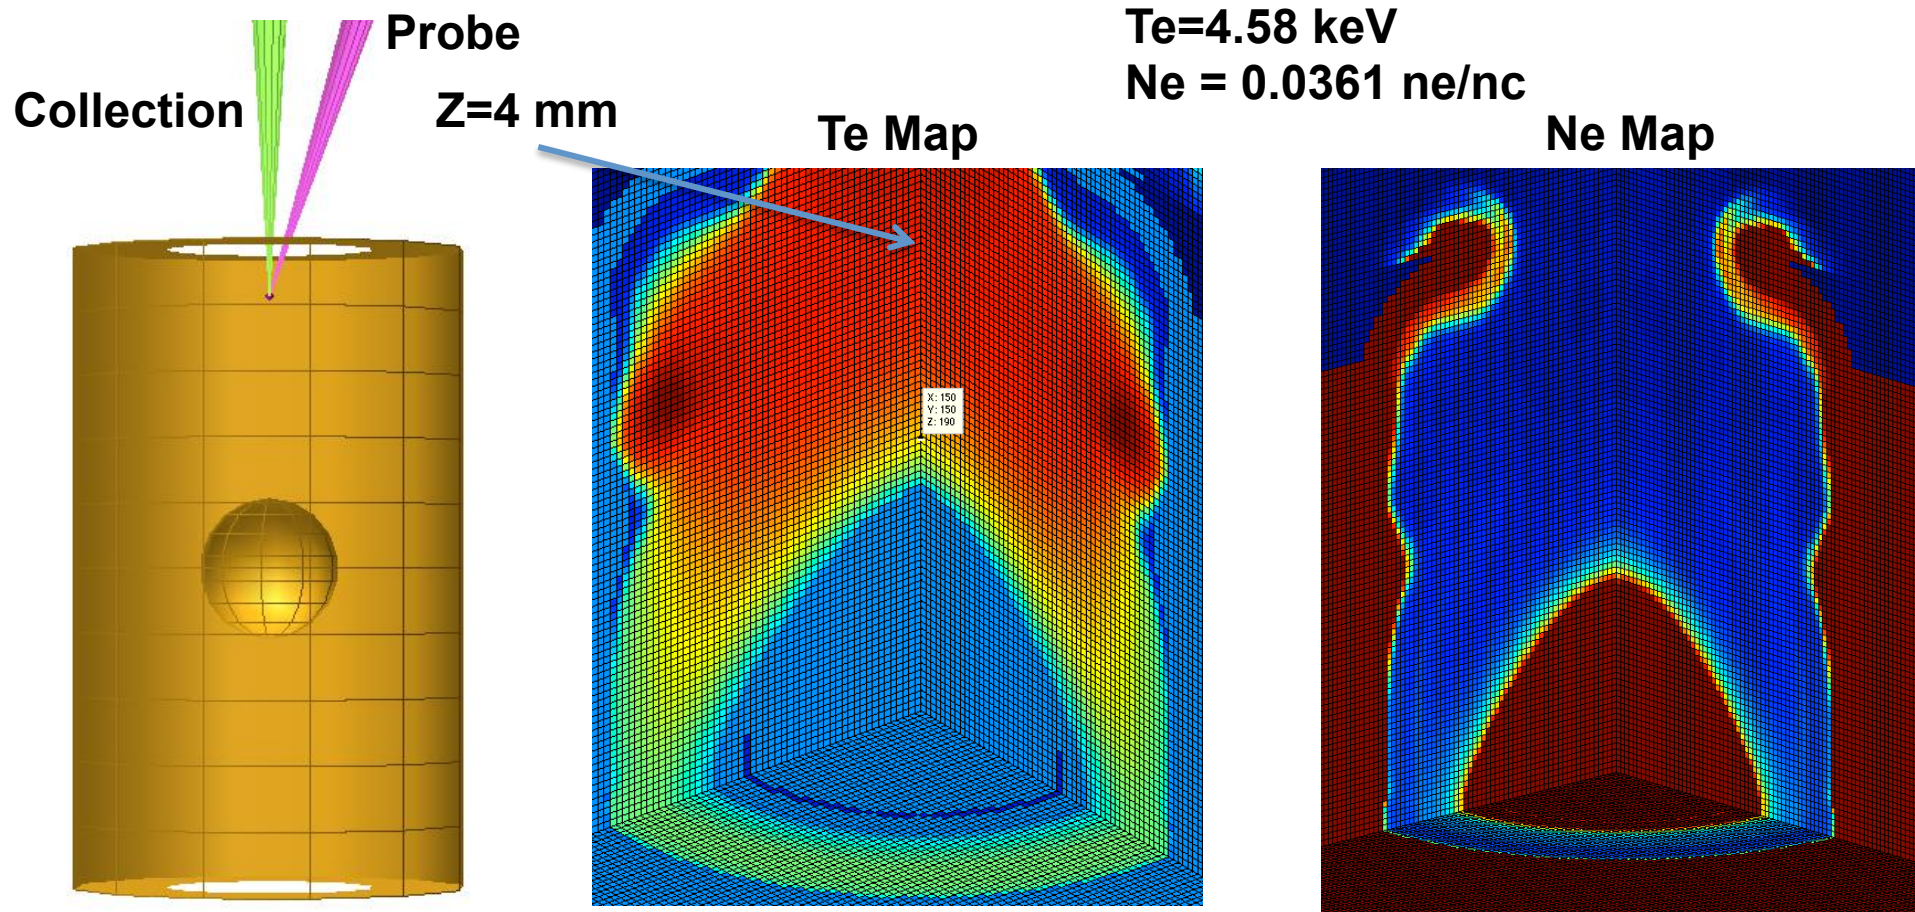 Probe
Collection
Z=4 mm
Te=4.58 keV
Ne = 0.0361 ne/nc
Te Map
Ne Map
X: 150
Y: 150
Z: 190